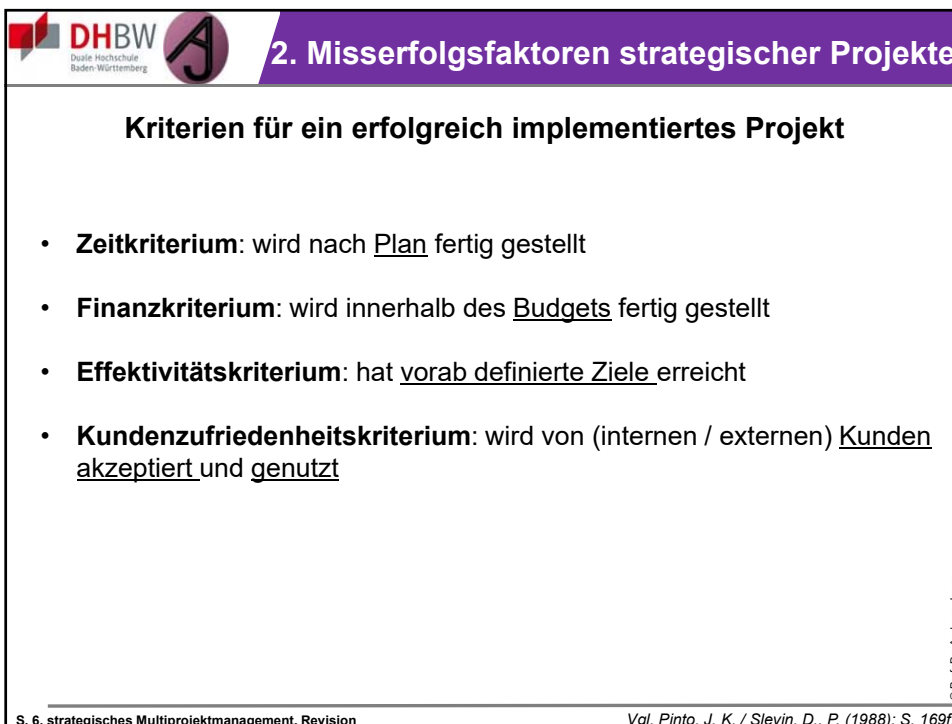 DHBW
Duale Hochschule
Baden-Württemberg
2. Misserfolgsfaktoren strategischer Projekte
Kriterien für ein erfolgreich implementiertes Projekt
• Zeitkriterium: wird nach Plan fertig gestellt
• Finanzkriterium: wird innerhalb des Budgets fertig gestellt
• Effektivitätskriterium: hat vorab definierte Ziele erreicht
• Kundenzufriedenheitskriterium: wird von (internen / externen) Kunden
akzeptiert und genutzt
S. 6, strategisches Multiprojektmanagement, Revision
Vgl. Pinto, J. K. / Slevin, D., P. (1988): S. 169f